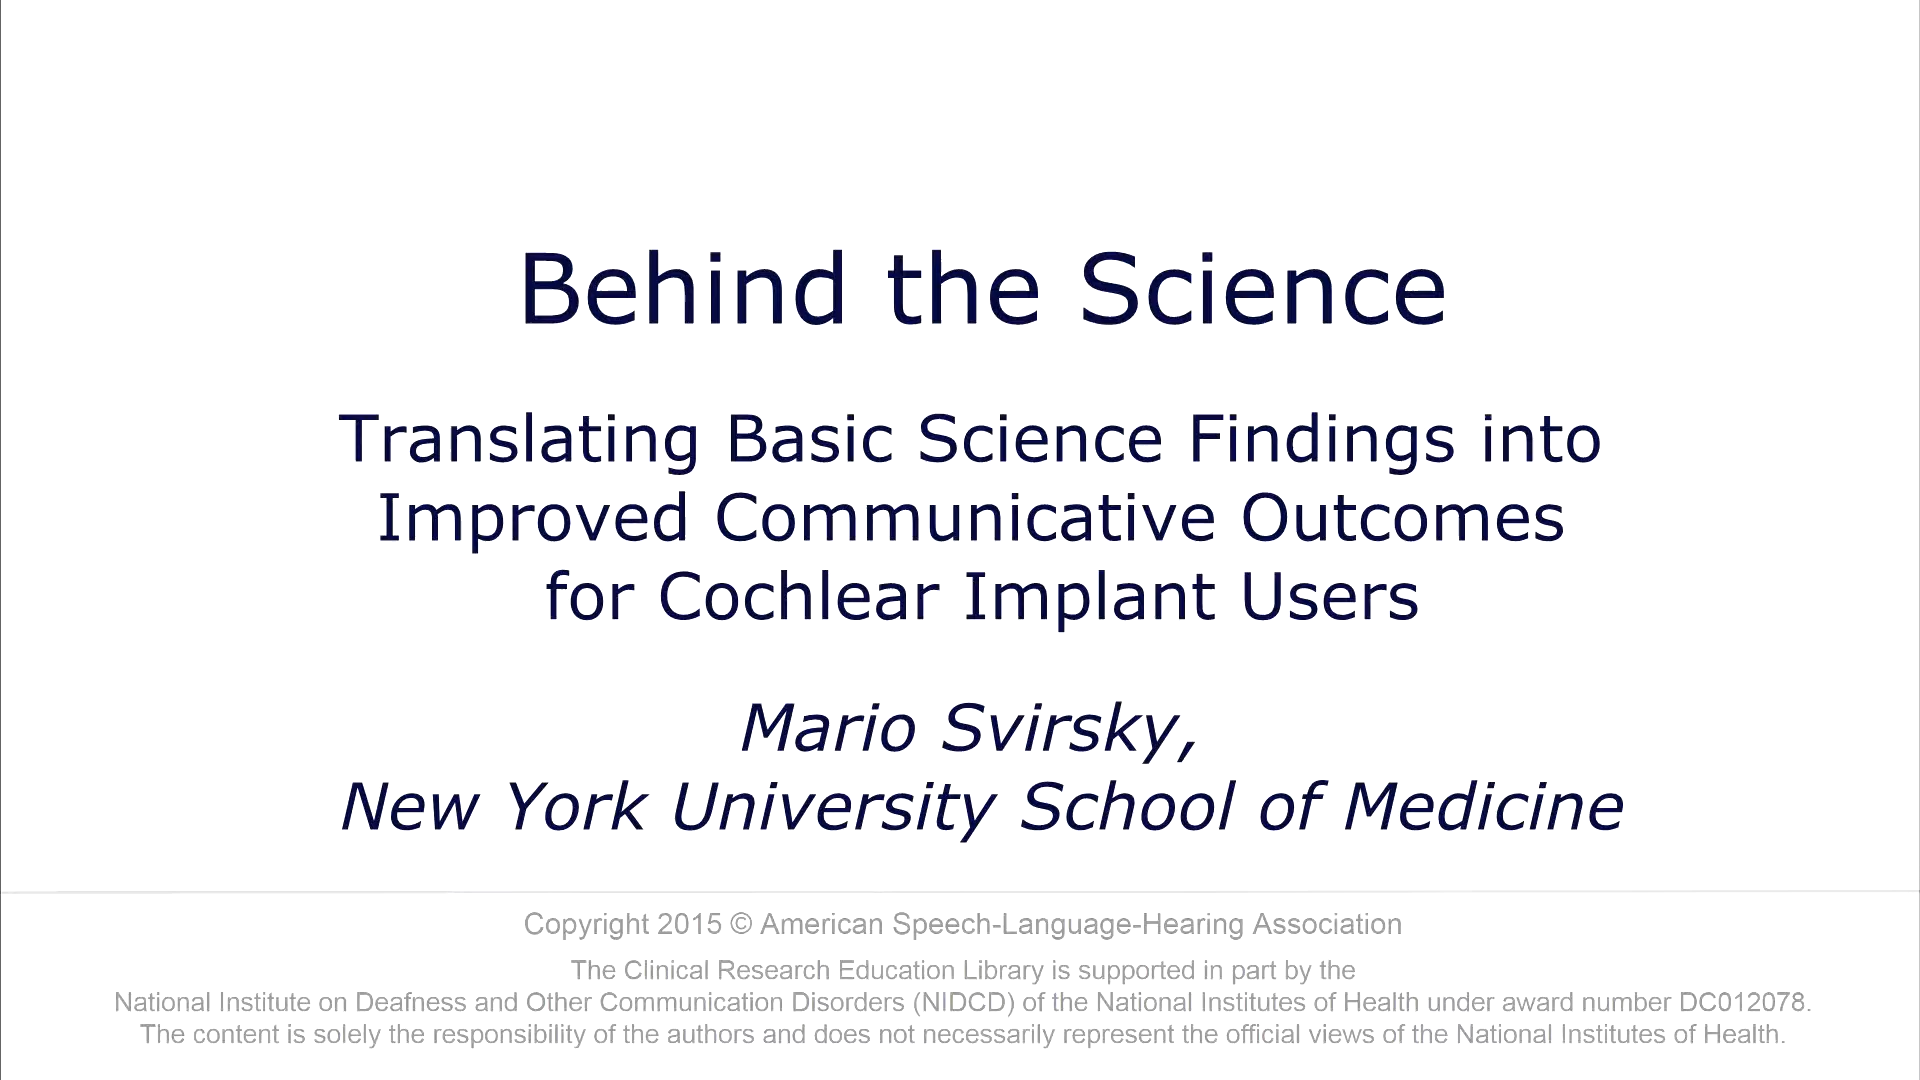 Behind the Science
Translating Basic Science Findings into
Improved Communicative Outcomes
for Cochlear Implant Users
Mario Svirsky,
New York University School of Medicine
Copyright 2015 © American Speech-Language-Hearing Association
The Clinical Research Education Library is supported in part by the
National Institute on Deafness and Other Communication Disorders (NIDCD) of the National Institutes of Health under award number DC012078.
The content is solely the responsibility of the authors and does not necessarily represent the official views of the National Institutes of Health.